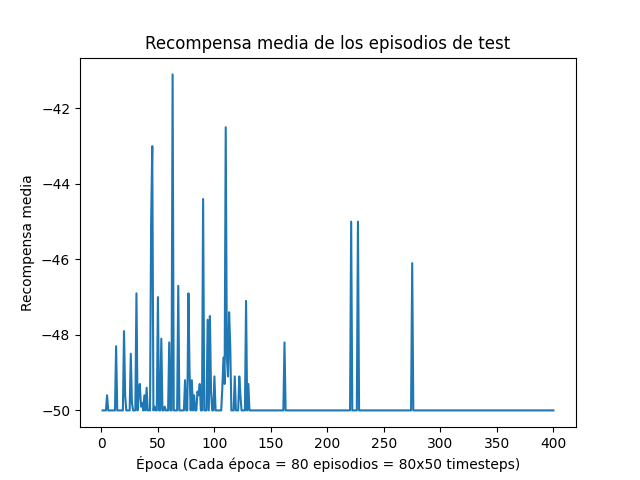 Recompensa media de los episodios de test
−42
−44
−46
−48
−50
Recompensa media
0 50 100 150 200 250 300 350 400
Época (Cada época = 80 episodios = 80x50 timesteps)